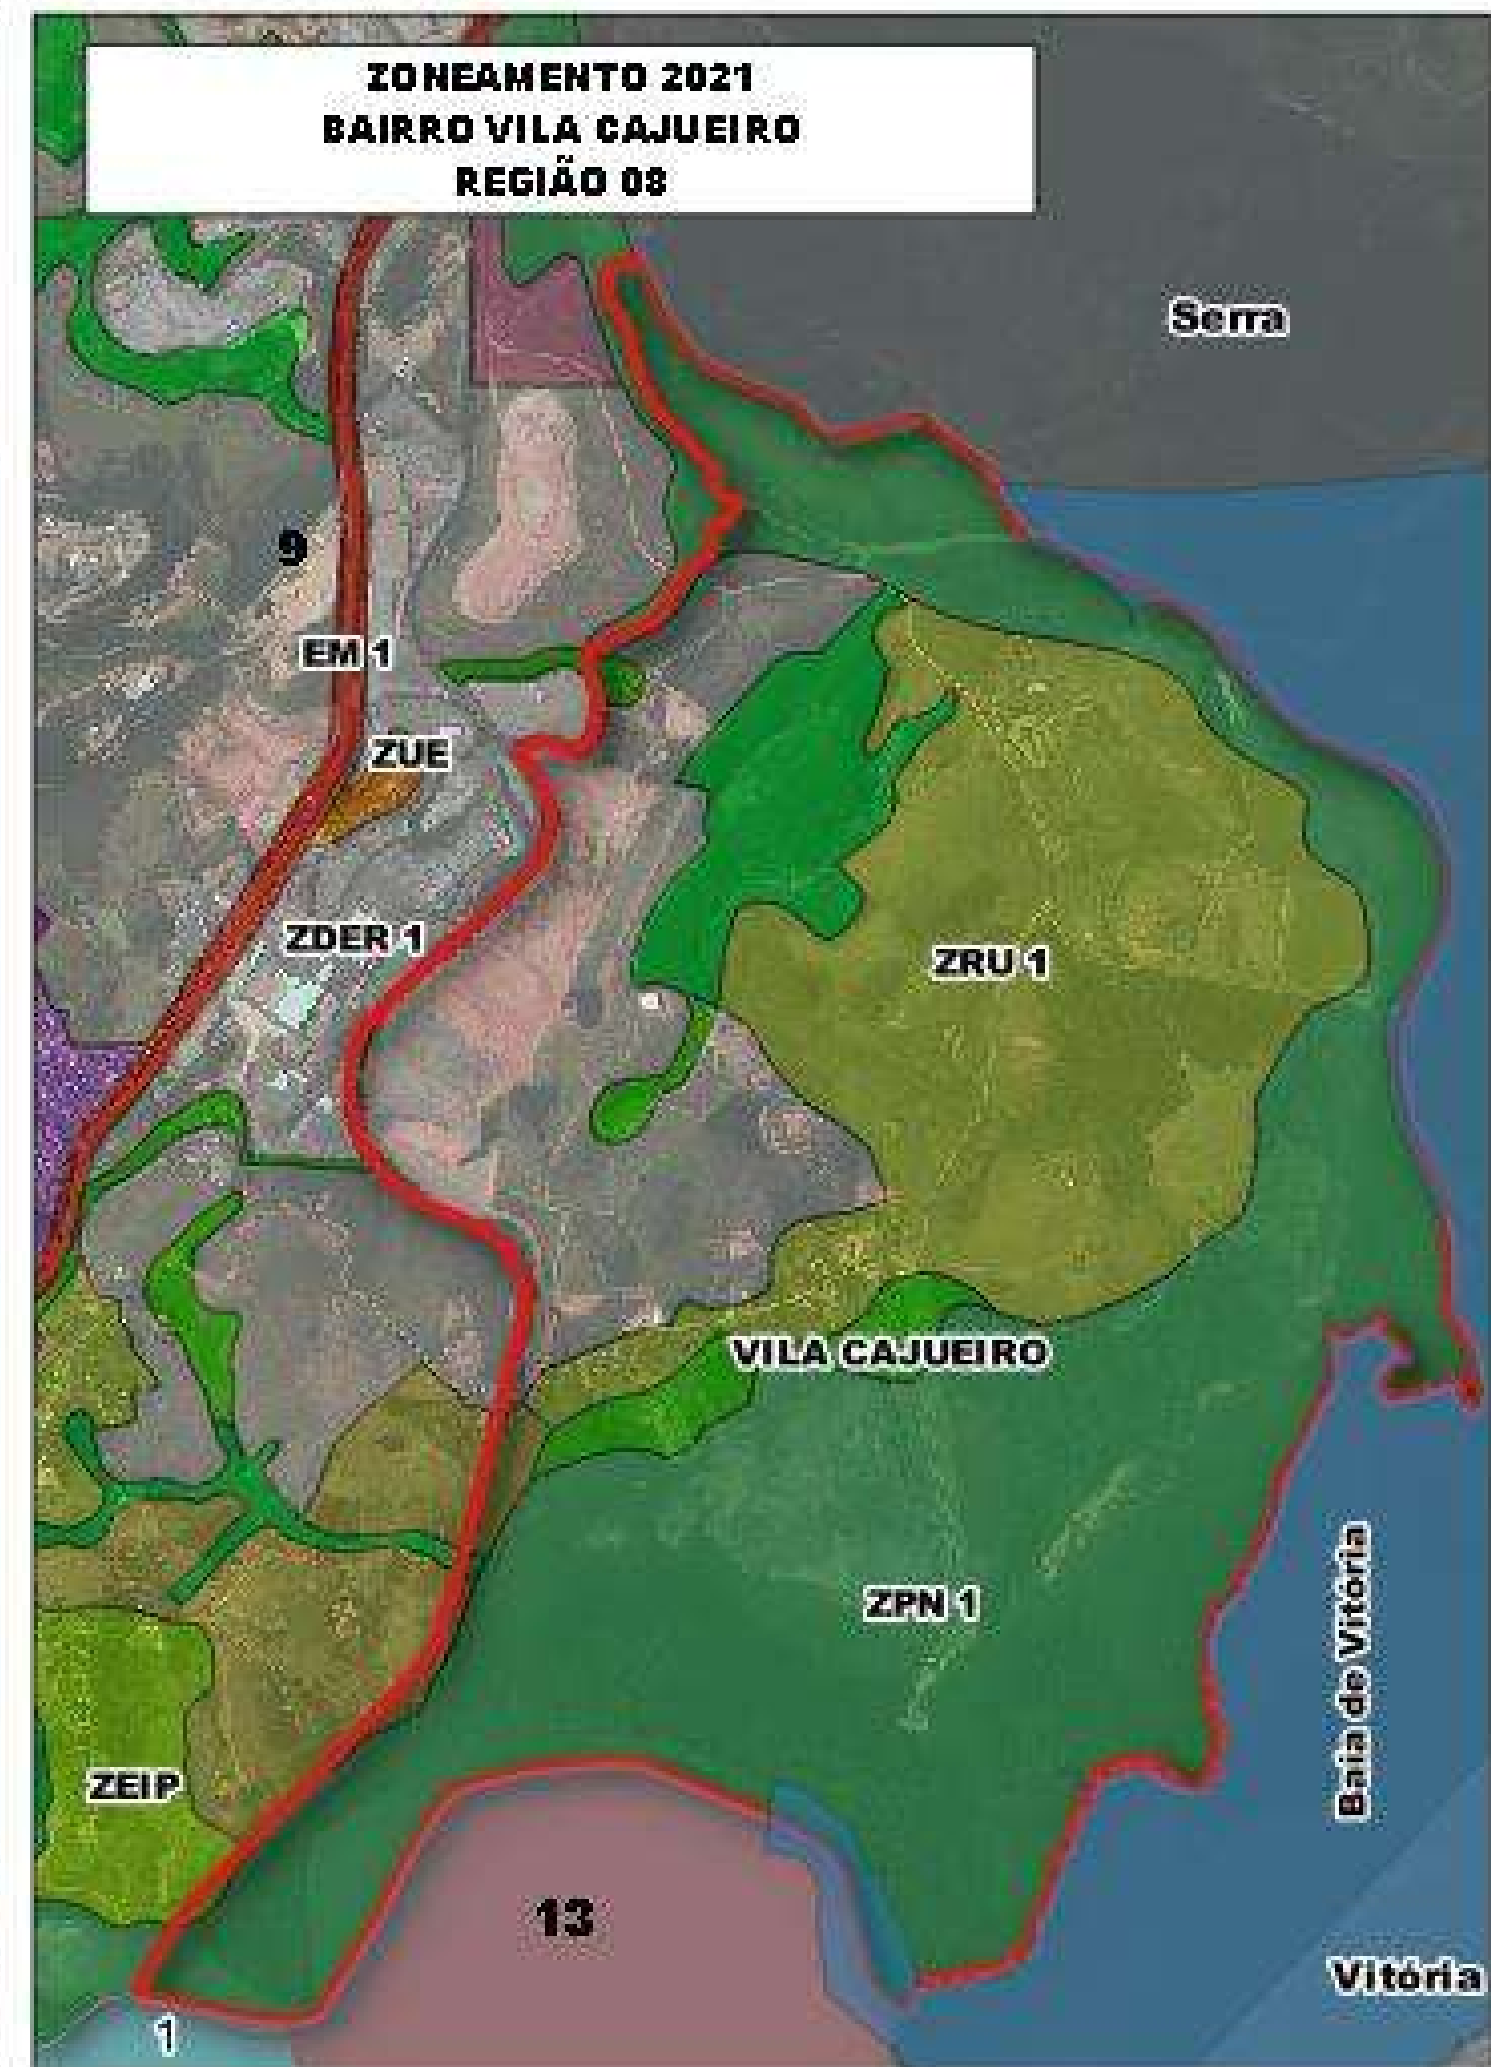 ZONEAMENTO 2021
BAIRRO VILA CAJUEIRO
REGIÃO 08
Serra
9
EM 1
ZUE
ZDER 1
ZRU 1
VILA CAJUEIRO
ZPN 1
Baia de Vitória
ZEIP
13
Vitória
1